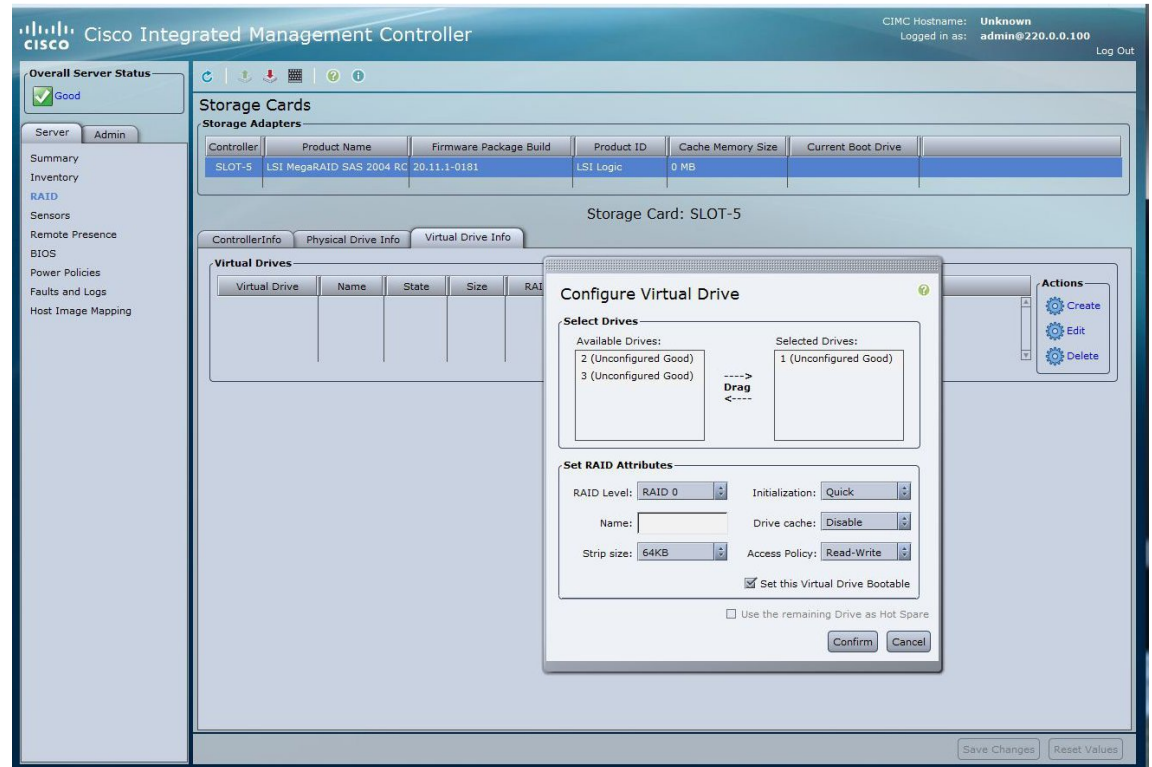 CISCO
Cisco Integrated Management Controller
CIMC Hostname: Unknown
Logged in as: admin@220.0.0.100
Log Out
Overall Server Status
Good
Server
Admin
Summary
Inventory
RAID
Sensors
Remote Presence
BIOS
Power Policies
Faults and Logs
Host Image Mapping
Storage Cards
Storage Adapters
Controller Product Name Firmware Package Build Product ID Cache Memory Size Current Boot Drive
SLOT-5 LSI MegaRAID SAS 2004 RC 20.11.1-0181 LSI Logic 0 MB
Storage Card: SLOT-5
ControllerInfo
Physical Drive Info
Virtual Drive Info
Virtual Drives
Virtual Drive Name State Size RAI
Configure Virtual Drive
Select Drives
Available Drives:
2 (Unconfigured Good)
3 (Unconfigured Good)
---->
Drag
<----
Selected Drives:
1 (Unconfigured Good)
Set RAID Attributes
RAID Level: RAID 0
Initialization: Quick
Name:
Drive cache: Disable
Strip size: 64KB
Access Policy: Read-Write
Set this Virtual Drive Bootable
Use the remaining Drive as Hot Spare
Confirm
Cancel
Actions
Create
Edit
Delete
Save Changes
Reset Values